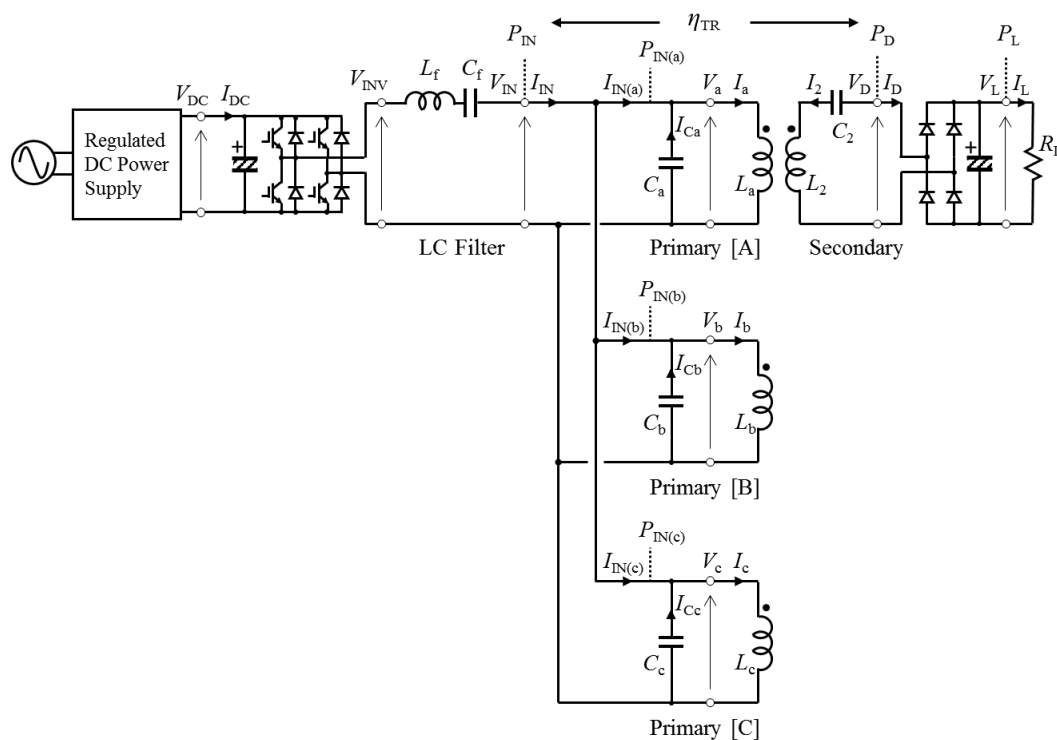 η_TR
P_IN P_IN(a) P_D P_L
L_f C_f
V_DC I_DC V_INV V_IN I_IN I_IN(a) V_a I_a I_2 V_D I_D V_L I_L
Regulated
DC Power
Supply
+ I_Ca C_2 +
C_a L_a L_2
LC Filter Primary [A] Secondary
P_IN(b)
I_IN(b) V_b I_b
I_Cb
C_b L_b
Primary [B]
P_IN(c)
I_IN(c) V_c I_c
I_Cc
C_c L_c
Primary [C]